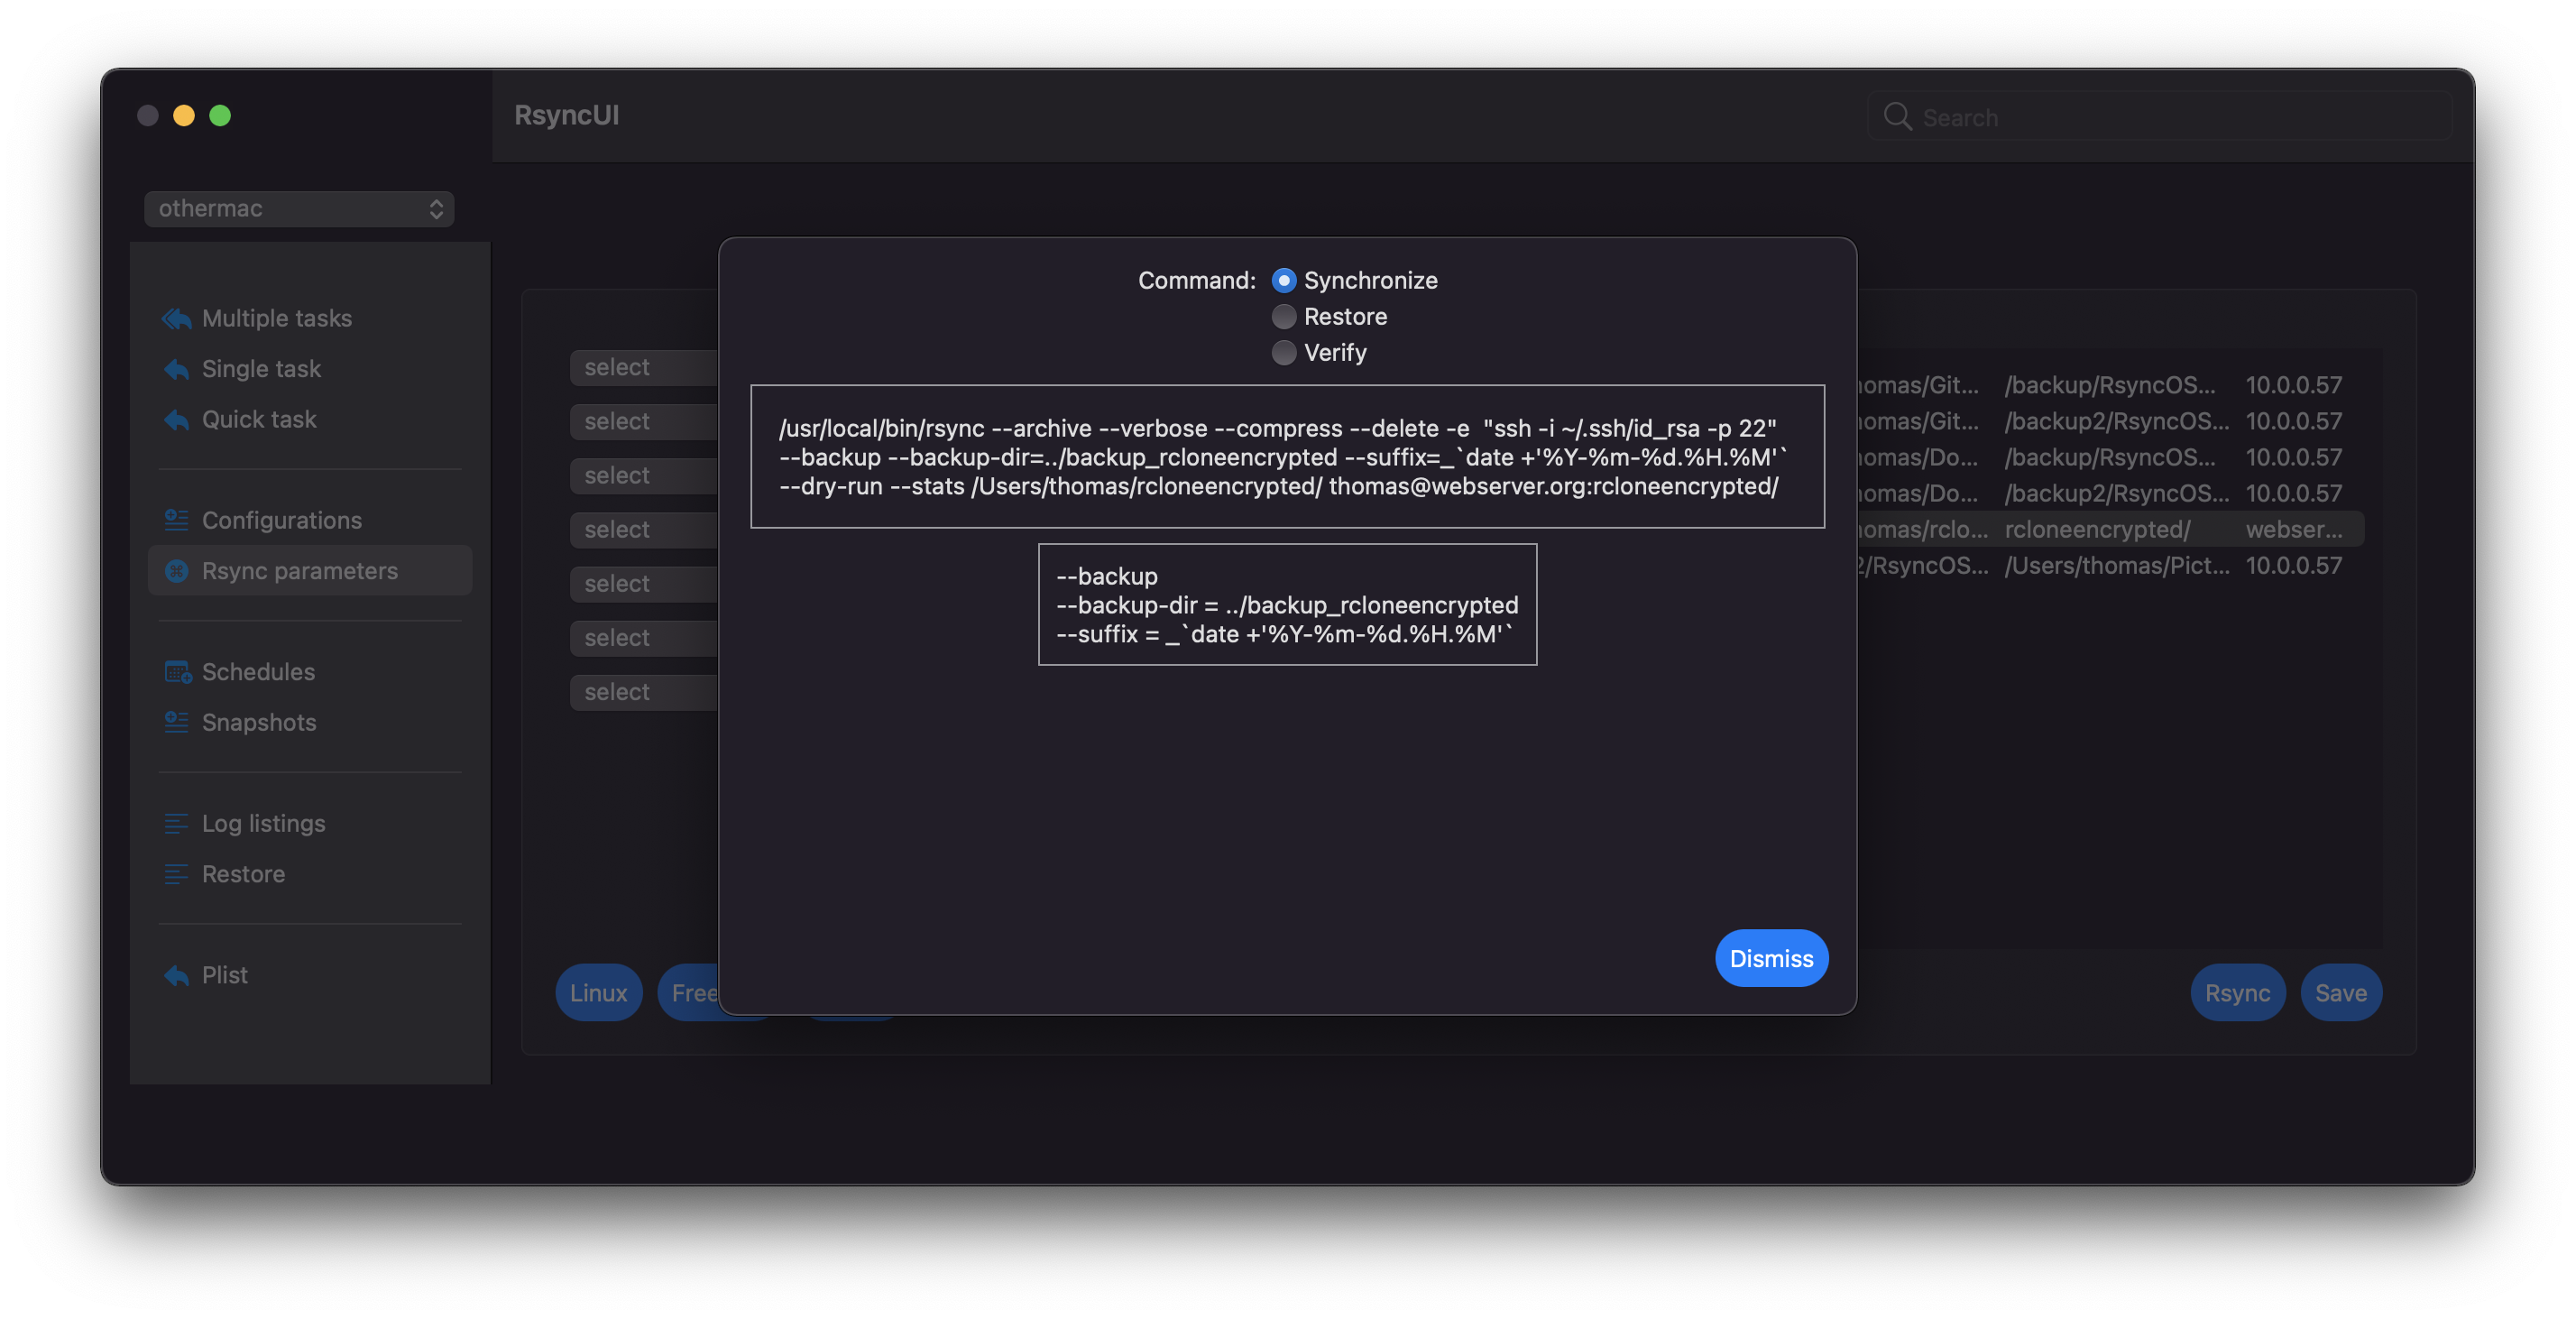 RsyncUI
Search
othermac
Multiple tasks
Single task
Quick task
Configurations
Rsync parameters
Schedules
Snapshots
Log listings
Restore
Plist
select
select
select
select
select
select
select
Command: Synchronize
Restore
Verify
/usr/local/bin/rsync --archive --verbose --compress --delete -e  "ssh -i ~/.ssh/id_rsa -p 22"
--backup --backup-dir=../backup_rcloneencrypted --suffix=_`date +'%Y-%m-%d.%H.%M'`
--dry-run --stats /Users/thomas/rcloneencrypted/ thomas@webserver.org:rcloneencrypted/
--backup
--backup-dir = ../backup_rcloneencrypted
--suffix = _`date +'%Y-%m-%d.%H.%M'`
Dismiss
omas/Git... /backup/RsyncOS... 10.0.0.57
omas/Git... /backup2/RsyncOS... 10.0.0.57
omas/Do... /backup/RsyncOS... 10.0.0.57
omas/Do... /backup2/RsyncOS... 10.0.0.57
omas/rclo... rcloneencrypted/ webser...
/RsyncOS... /Users/thomas/Pict... 10.0.0.57
Linux
Free
Rsync
Save